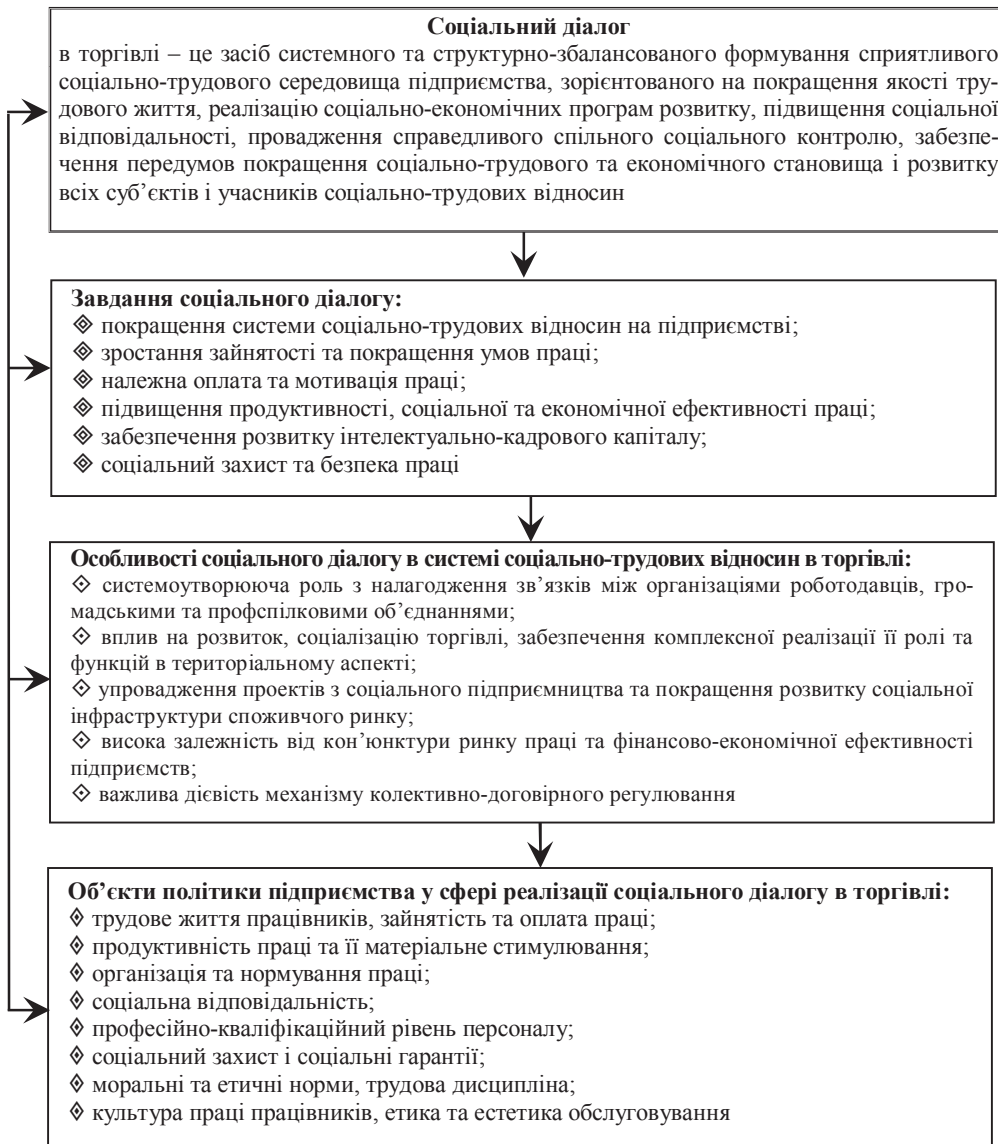 Соціальний діалог
в торгівлі – це засіб системного та структурно-збалансованого формування сприятливого
соціально-трудового середовища підприємства, зорієнтованого на покращення якості тру-
дового життя, реалізацію соціально-економічних програм розвитку, підвищення соціальної
відповідальності, провадження справедливого спільного соціального контролю, забезпе-
чення передумов покращення соціально-трудового та економічного становища і розвитку
всіх суб’єктів і учасників соціально-трудових відносин
Завдання соціального діалогу:
покращення системи соціально-трудових відносин на підприємстві;
зростання зайнятості та покращення умов праці;
належна оплата та мотивація праці;
підвищення продуктивності, соціальної та економічної ефективності праці;
забезпечення розвитку інтелектуально-кадрового капіталу;
соціальний захист та безпека праці
Особливості соціального діалогу в системі соціально-трудових відносин в торгівлі:
системоутворююча роль з налагодження зв’язків між організаціями роботодавців, гро-
мадськими та профспілковими об’єднаннями;
вплив на розвиток, соціалізацію торгівлі, забезпечення комплексної реалізації її ролі та
функцій в територіальному аспекті;
упровадження проектів з соціального підприємництва та покращення розвитку соціальної
інфраструктури споживчого ринку;
висока залежність від кон’юнктури ринку праці та фінансово-економічної ефективності
підприємств;
важлива дієвість механізму колективно-договірного регулювання
Об’єкти політики підприємства у сфері реалізації соціального діалогу в торгівлі:
трудове життя працівників, зайнятість та оплата праці;
продуктивність праці та її матеріальне стимулювання;
організація та нормування праці;
соціальна відповідальність;
професійно-кваліфікаційний рівень персоналу;
соціальний захист і соціальні гарантії;
моральні та етичні норми, трудова дисципліна;
культура праці працівників, етика та естетика обслуговування